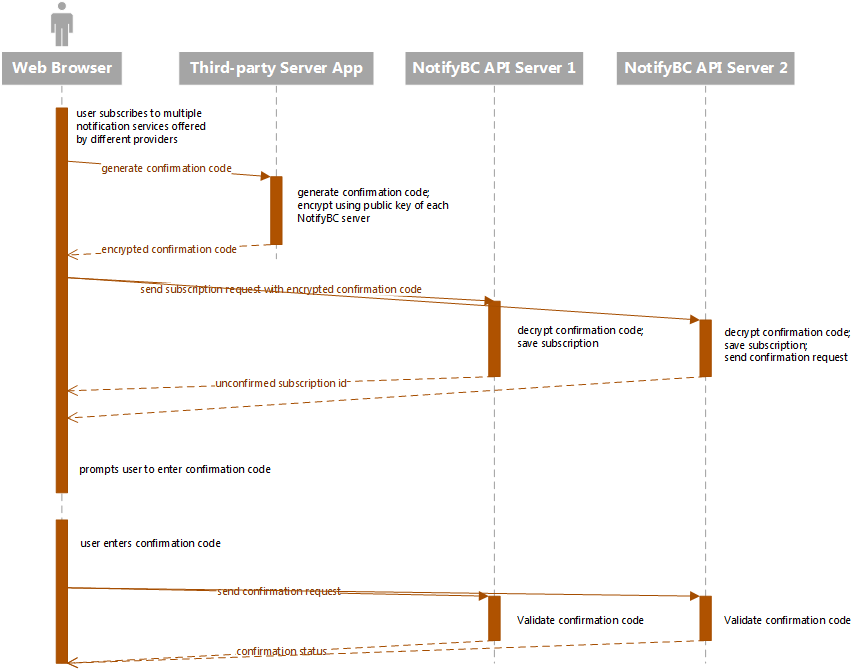 Web Browser
Third-party Server App
NotifyBC API Server 1
NotifyBC API Server 2
user subscribes to multiple
notification services offered
by different providers
generate confirmation code
generate confirmation code;
encrypt using public key of each
NotifyBC server
encrypted confirmation code
send subscription request with encrypted confirmation code
decrypt confirmation code;
save subscription
decrypt confirmation code;
save subscription;
send confirmation request
unconfirmed subscription id
prompts user to enter confirmation code
user enters confirmation code
send confirmation request
Validate confirmation code
Validate confirmation code
confirmation status